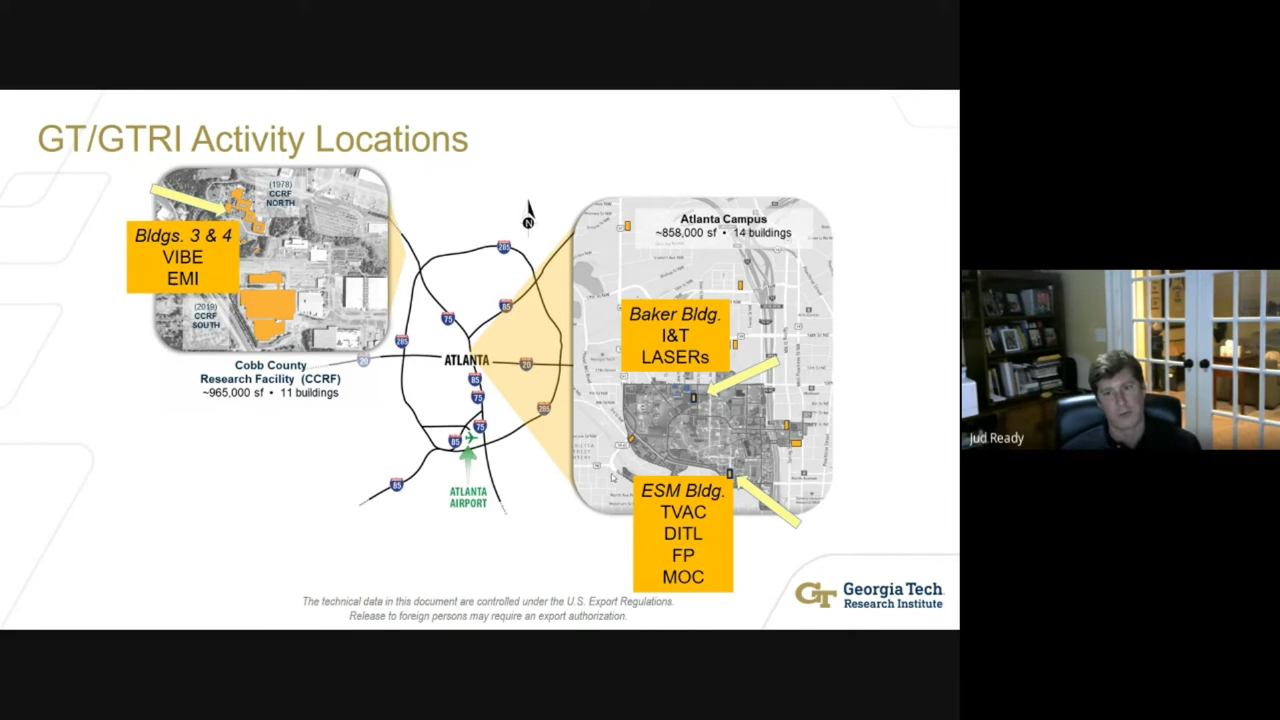 GT/GTRI Activity Locations
(1978)
CCRF
NORTH
Bldgs. 3 & 4
VIBE
EMI
(2019)
CCRF
SOUTH
Cobb County
Research Facility (CCRF)
~965,000 sf • 11 buildings
N
285
85
75
285
20
ATLANTA
20
85
75
285
75
85
85
ATLANTA
AIRPORT
Atlanta Campus
~858,000 sf • 14 buildings
Baker Bldg.
I&T
LASERs
ESM Bldg.
TVAC
DITL
FP
MOC
The technical data in this document are controlled under the U.S. Export Regulations.
Release to foreign persons may require an export authorization.
GT
Georgia Tech
Research Institute
Jud Ready